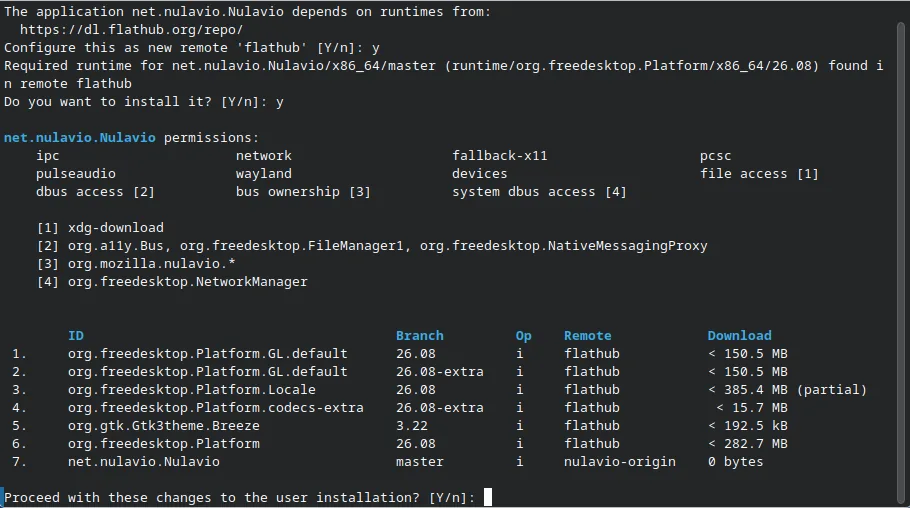 The application net.nulavio.Nulavio depends on runtimes from:
  https://dl.flathub.org/repo/
Configure this as new remote 'flathub' [Y/n]: y
Required runtime for net.nulavio.Nulavio/x86_64/master (runtime/org.freedesktop.Platform/x86_64/26.08) found i
n remote flathub
Do you want to install it? [Y/n]: y

net.nulavio.Nulavio permissions:
    ipc                      network                    fallback-x11                   pcsc
    pulseaudio               wayland                    devices                        file access [1]
    dbus access [2]          bus ownership [3]          system dbus access [4]

    [1] xdg-download
    [2] org.a11y.Bus, org.freedesktop.FileManager1, org.freedesktop.NativeMessagingProxy
    [3] org.mozilla.nulavio.*
    [4] org.freedesktop.NetworkManager

        ID                                       Branch         Op    Remote            Download
 1.     org.freedesktop.Platform.GL.default      26.08          i     flathub           < 150.5 MB
 2.     org.freedesktop.Platform.GL.default      26.08-extra    i     flathub           < 150.5 MB
 3.     org.freedesktop.Platform.Locale          26.08          i     flathub           < 385.4 MB (partial)
 4.     org.freedesktop.Platform.codecs-extra    26.08-extra    i     flathub            < 15.7 MB
 5.     org.gtk.Gtk3theme.Breeze                 3.22           i     flathub           < 192.5 kB
 6.     org.freedesktop.Platform                 26.08          i     flathub           < 282.7 MB
 7.     net.nulavio.Nulavio                      master         i     nulavio-origin    0 bytes

Proceed with these changes to the user installation? [Y/n]: